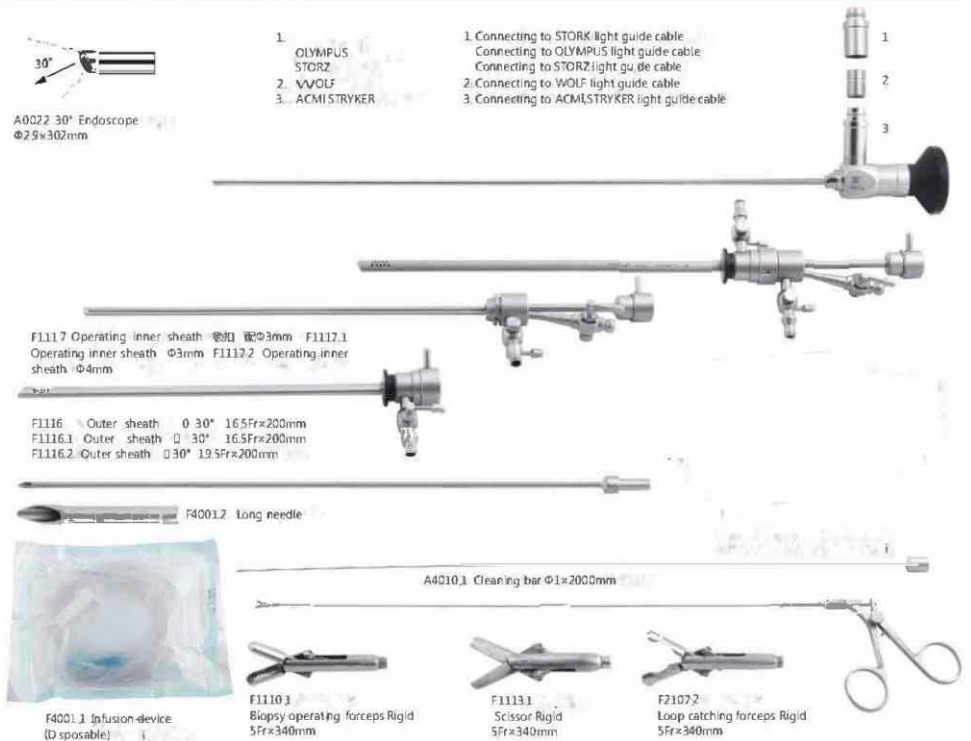 30°
A0022 30° Endoscope
Φ2.9×302mm
1.
OLYMPUS
STORZ
2. WOLF
3. ACMI STRYKER
1. Connecting to STORK light guide cable
Connecting to OLYMPUS light guide cable
Connecting to STORZ light guide cable
2. Connecting to WOLF light guide cable
3. Connecting to ACMI,STRYKER light guide cable
1
2
3
F1117 Operating inner sheath 配Φ3mm F1117.1
Operating inner sheath Φ3mm F1117.2 Operating inner
sheath Φ4mm
F1116 Outer sheath 30° 16.5Fr×200mm
F1116.1 Outer sheath 30° 16.5Fr×200mm
F1116.2 Outer sheath 30° 19.5Fr×200mm
F4001.2 Long needle
A4010.1 Cleaning bar Φ1×2000mm
F4001.1 Infusion device
(D sposable)
F1110.1
Biopsy operating forceps Rigid
5Fr×340mm
F1113.1
Scissor Rigid
5Fr×340mm
F2107.2
Loop catching forceps Rigid
5Fr×340mm